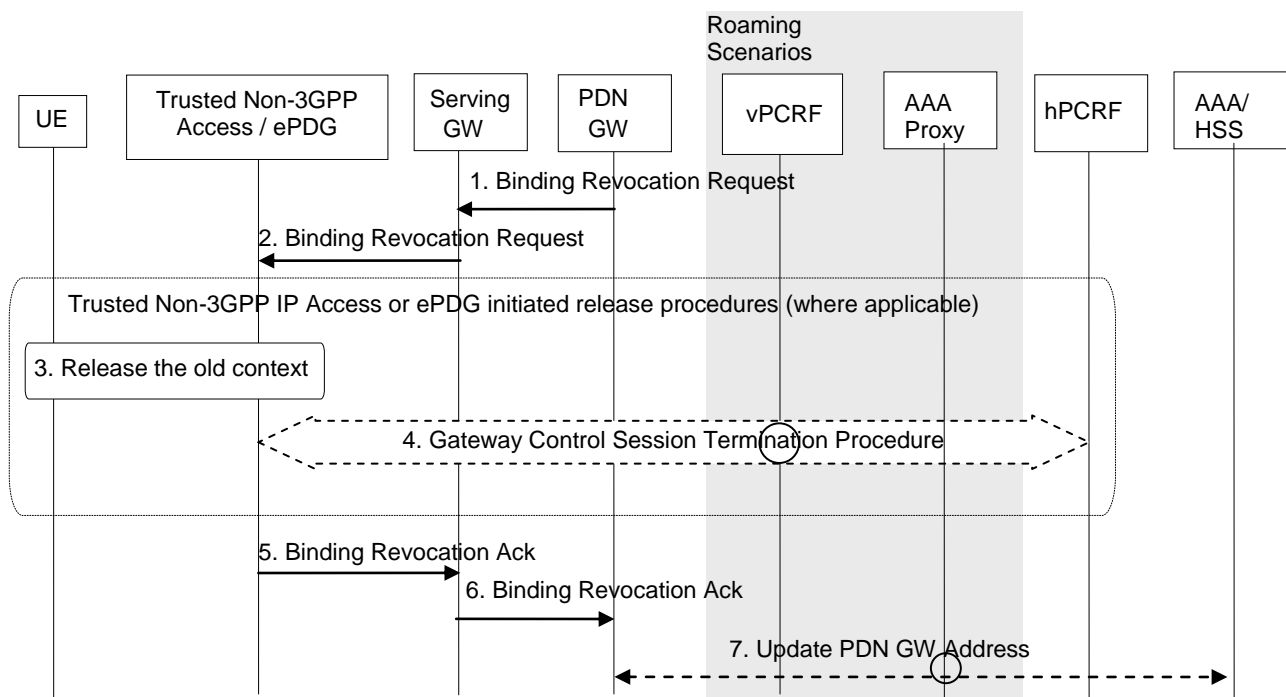 Roaming
Scenarios
UE
Trusted Non-3GPP
Access / ePDG
Serving
GW
PDN
GW
vPCRF
AAA
Proxy
hPCRF
AAA/
HSS
1. Binding Revocation Request
2. Binding Revocation Request
Trusted Non-3GPP IP Access or ePDG initiated release procedures (where applicable)
3. Release the old context
4. Gateway Control Session Termination Procedure
5. Binding Revocation Ack
6. Binding Revocation Ack
7. Update PDN GW Address